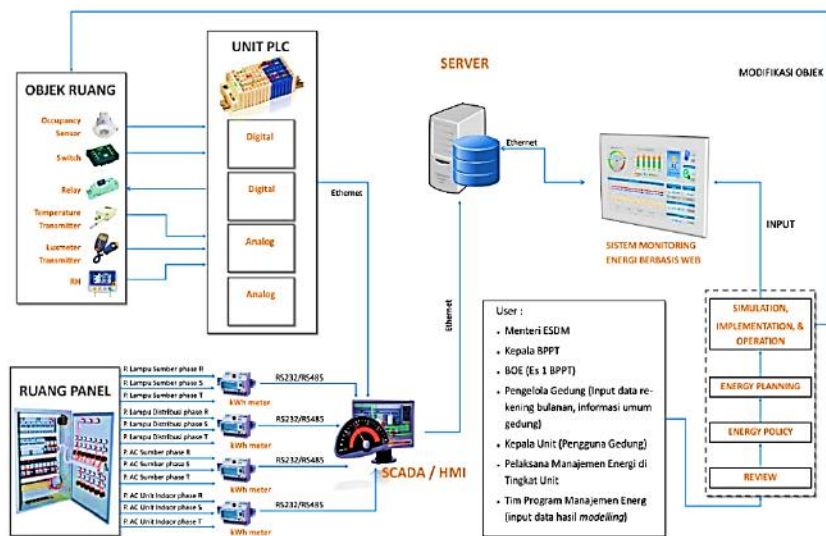 UNIT PLC
SERVER
MODIFIKASI OBJEK
OBJEK RUANG
Occupancy
Sensor
Switch
Relay
Temperature
Transmitter
Luxmeter
Transmitter
RH
Digital
Digital
Analog
Analog
Ethernet
Ethernet
Ethernet
SISTEM MONITORING
ENERGI BERBASIS WEB
INPUT
SIMULATION,
IMPLEMENTATION, &
OPERATION
ENERGY PLANNING
ENERGY POLICY
REVIEW
User :
• Menteri ESDM
• Kepala BPPT
• BOE (Es 1 BPPT)
• Pengelola Gedung (Input data re-
kening bulanan, informasi umum
gedung)
• Kepala Unit (Pengguna Gedung)
• Pelaksana Manajemen Energi di
Tingkat Unit
• Tim Program Manajemen Energ
(input data hasil modelling)
RUANG PANEL
P. Lampu Sumber phase R
P. Lampu Sumber phase S
P. Lampu Sumber phase T
P. Lampu Distribusi phase R
P. Lampu Distribusi phase S
P. Lampu Distribusi phase T
P. AC Sumber phase R
P. AC Sumber phase S
P. AC Sumber phase T
P. AC Unit Indoor phase R
P. AC Unit Indoor phase S
P. AC Unit Indoor phase T
kWh meter
kWh meter
kWh meter
kWh meter
RS232/RS485
RS232/RS485
RS232/RS485
RS232/RS485
SCADA / HMI